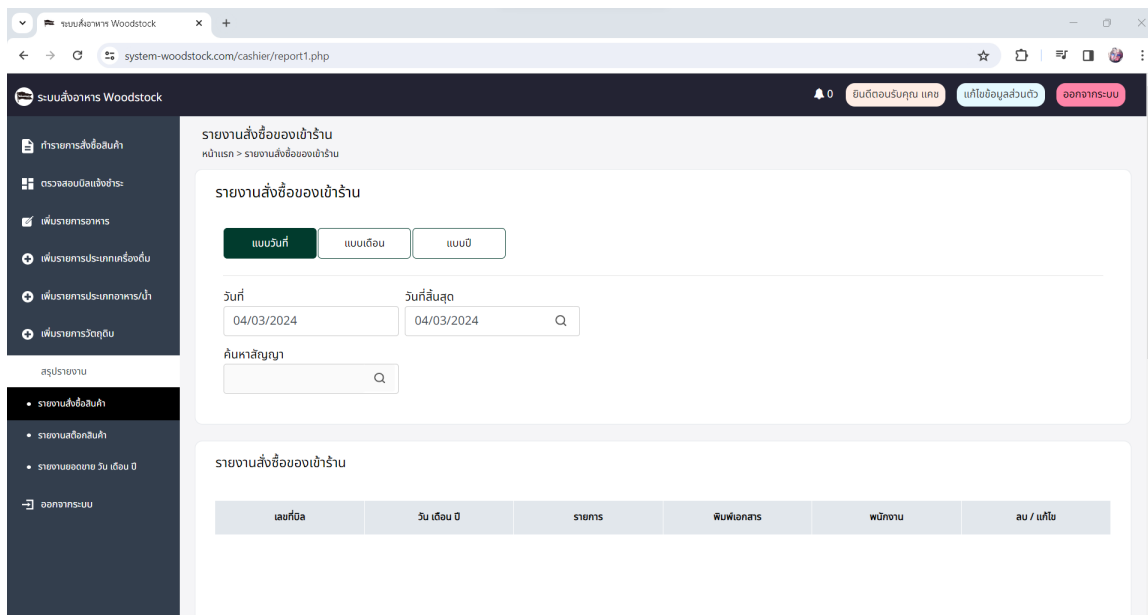 ระบบสั่งอาหาร Woodstock
system-woodstock.com/cashier/report1.php
ระบบสั่งอาหาร Woodstock
0 ยินดีตอนรับคุณ แคช แก้ไขข้อมูลส่วนตัว ออกจากระบบ
ทำรายการสั่งซื้อสินค้า
ตรวจสอบบิลแจ้งชำระ
เพิ่มรายการอาหาร
เพิ่มรายการประเภทเครื่องดื่ม
เพิ่มรายการประเภทอาหาร/น้ำ
เพิ่มรายการวัตถุดิบ
สรุปรายงาน
รายงานสั่งซื้อสินค้า
รายงานสต๊อกสินค้า
รายงานยอดขาย วัน เดือน ปี
ออกจากระบบ
รายงานสั่งซื้อของเข้าร้าน
หน้าแรก > รายงานสั่งซื้อของเข้าร้าน
รายงานสั่งซื้อของเข้าร้าน
แบบวันที่ แบบเดือน แบบปี
วันที่ วันที่สิ้นสุด
04/03/2024 04/03/2024
ค้นหาสัญญา
รายงานสั่งซื้อของเข้าร้าน
เลขที่บิล วัน เดือน ปี รายการ พิมพ์เอกสาร พนักงาน ลบ / แก้ไข